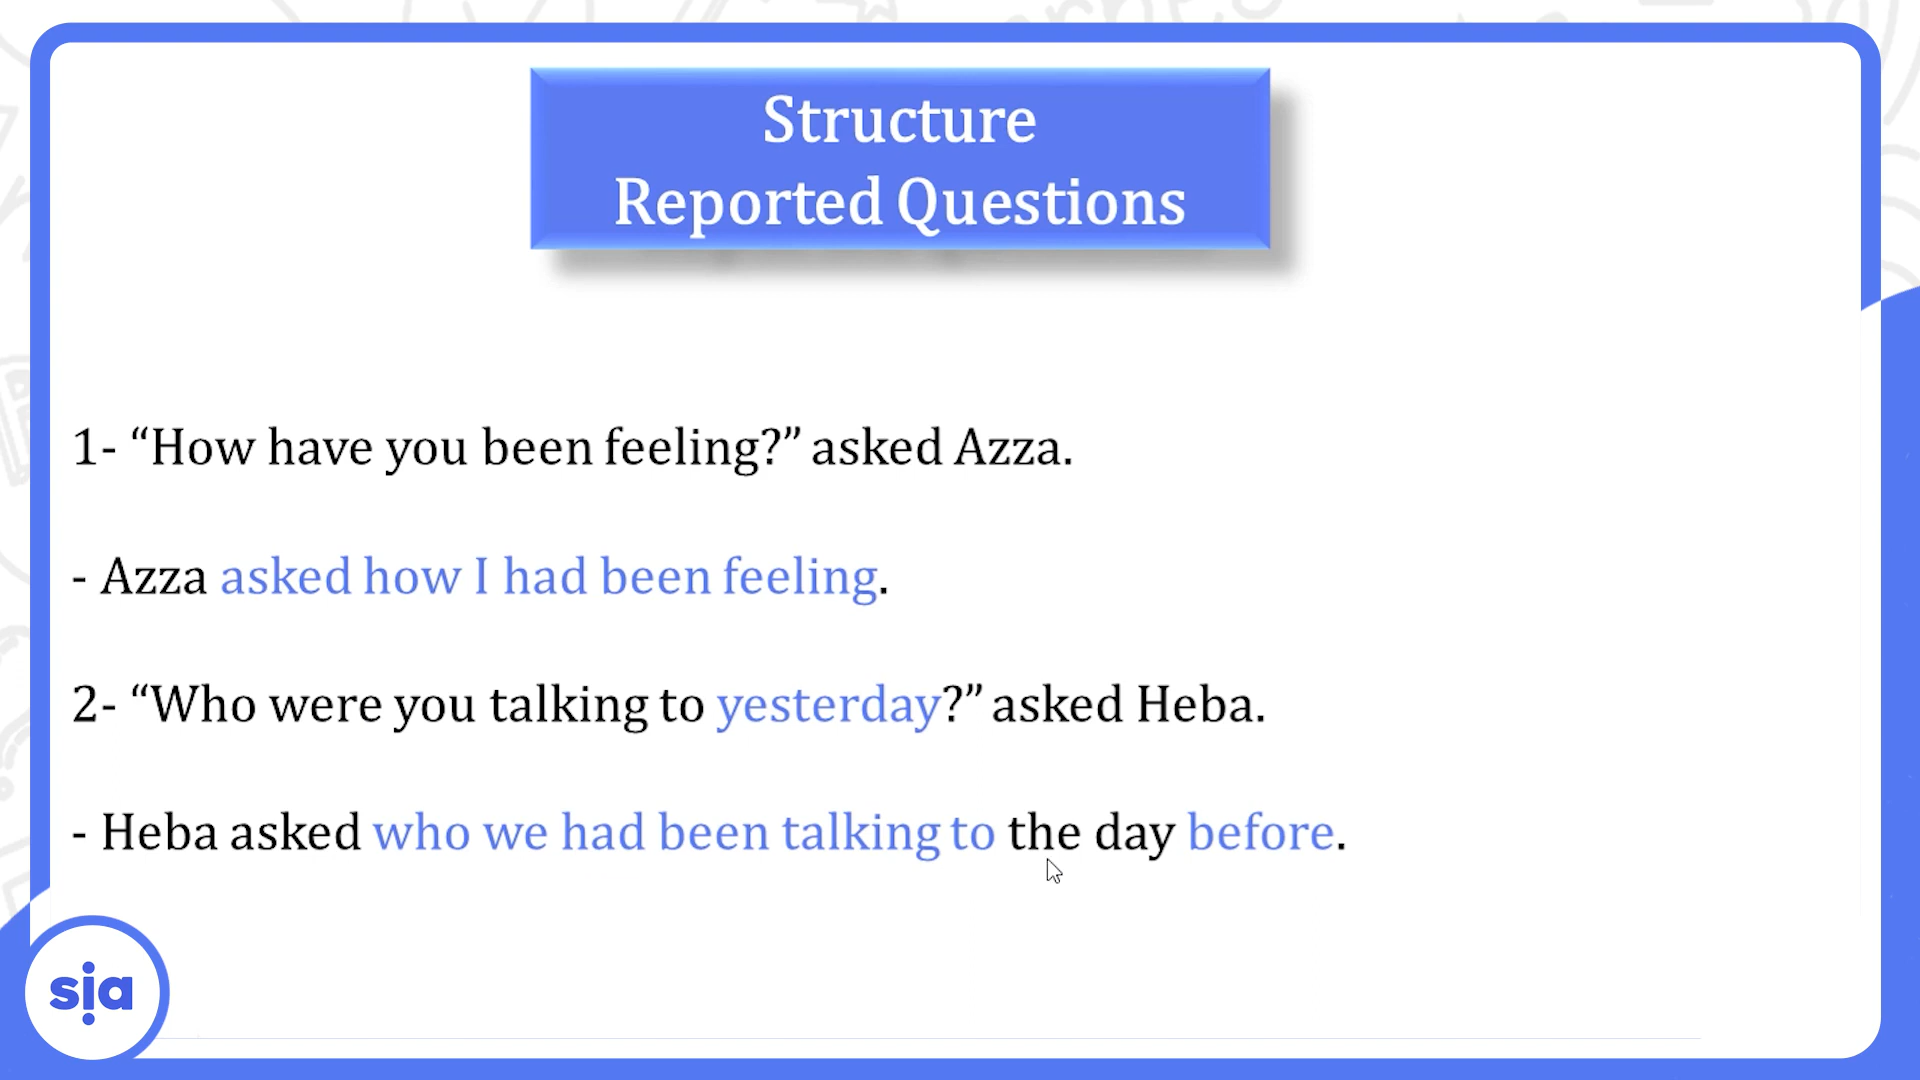 Structure
Reported Questions
1- “How have you been feeling?” asked Azza.
- Azza asked how I had been feeling.
2- “Who were you talking to yesterday?” asked Heba.
- Heba asked who we had been talking to the day before.
sia